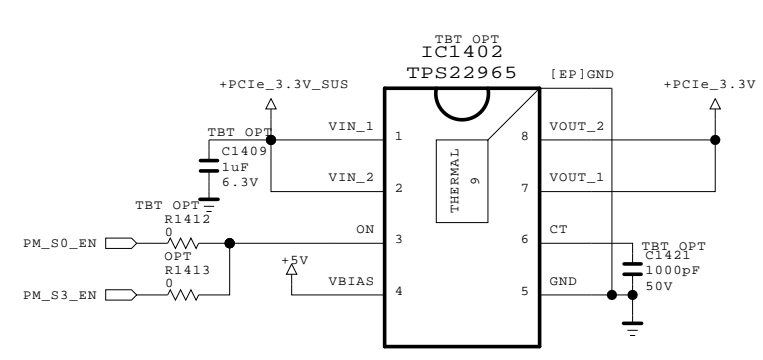 TBT OPT
IC1402
TPS22965
[EP]GND
+PCIe_3.3V_SUS
+PCIe_3.3V
TBT OPT
C1409
1uF
6.3V
VIN_1
1
8
VOUT_2
VIN_2
2
THERMAL
9
7
VOUT_1
TBT OPT
R1412
0
PM_S0_EN
ON
3
6
CT
OPT
R1413
0
PM_S3_EN
+5V
VBIAS
4
5
GND
TBT OPT
C1421
1000pF
50V